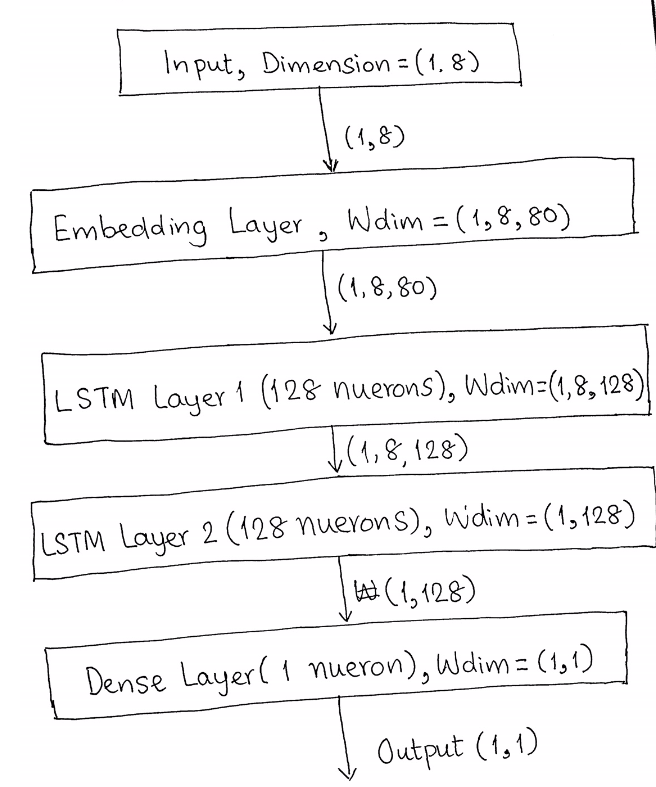 Input, Dimension = (1. 8)
(1,8)
Embedding Layer, Wdim = (1,8,80)
(1,8,80)
LSTM Layer 1 (128 nuerons), Wdim=(1,8,128)
(1,8,128)
LSTM Layer 2 (128 nuerons), Wdim = (1,128)
(1,128)
Dense Layer( 1 nueron), Wdim = (1,1)
Output (1,1)